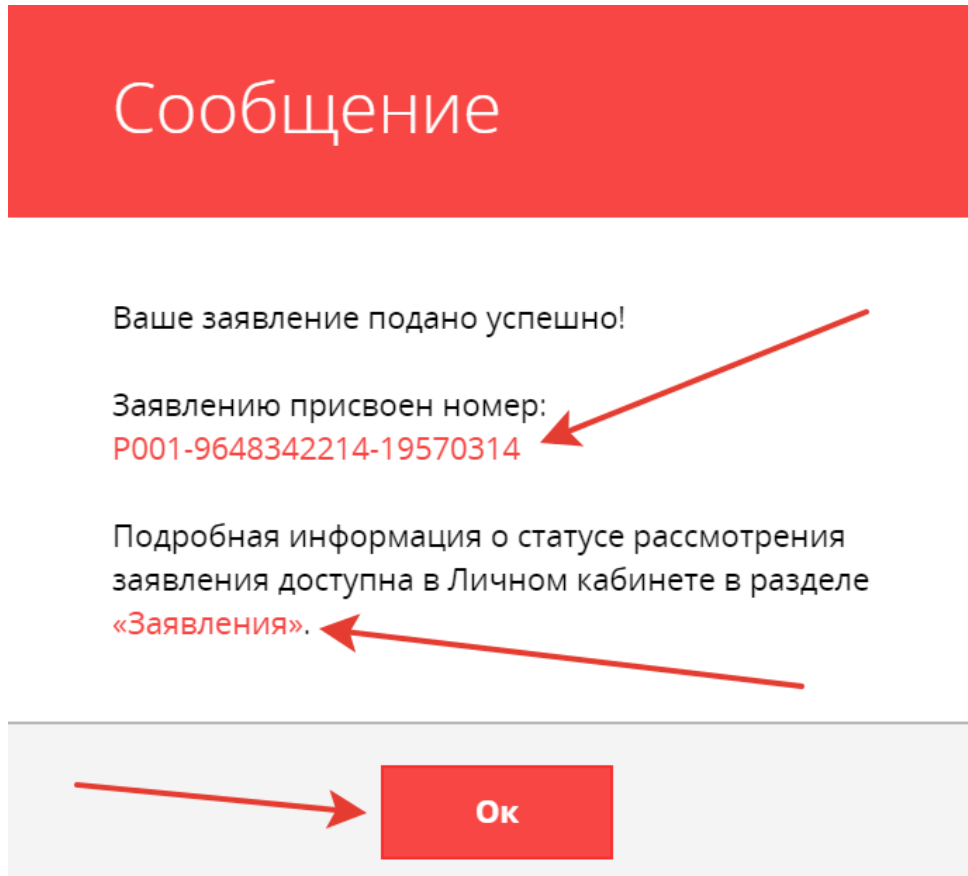 Сообщение
Ваше заявление подано успешно!
Заявлению присвоен номер:
Р001-9648342214-19570314
Подробная информация о статусе рассмотрения
заявления доступна в Личном кабинете в разделе
«Заявления».
Ок